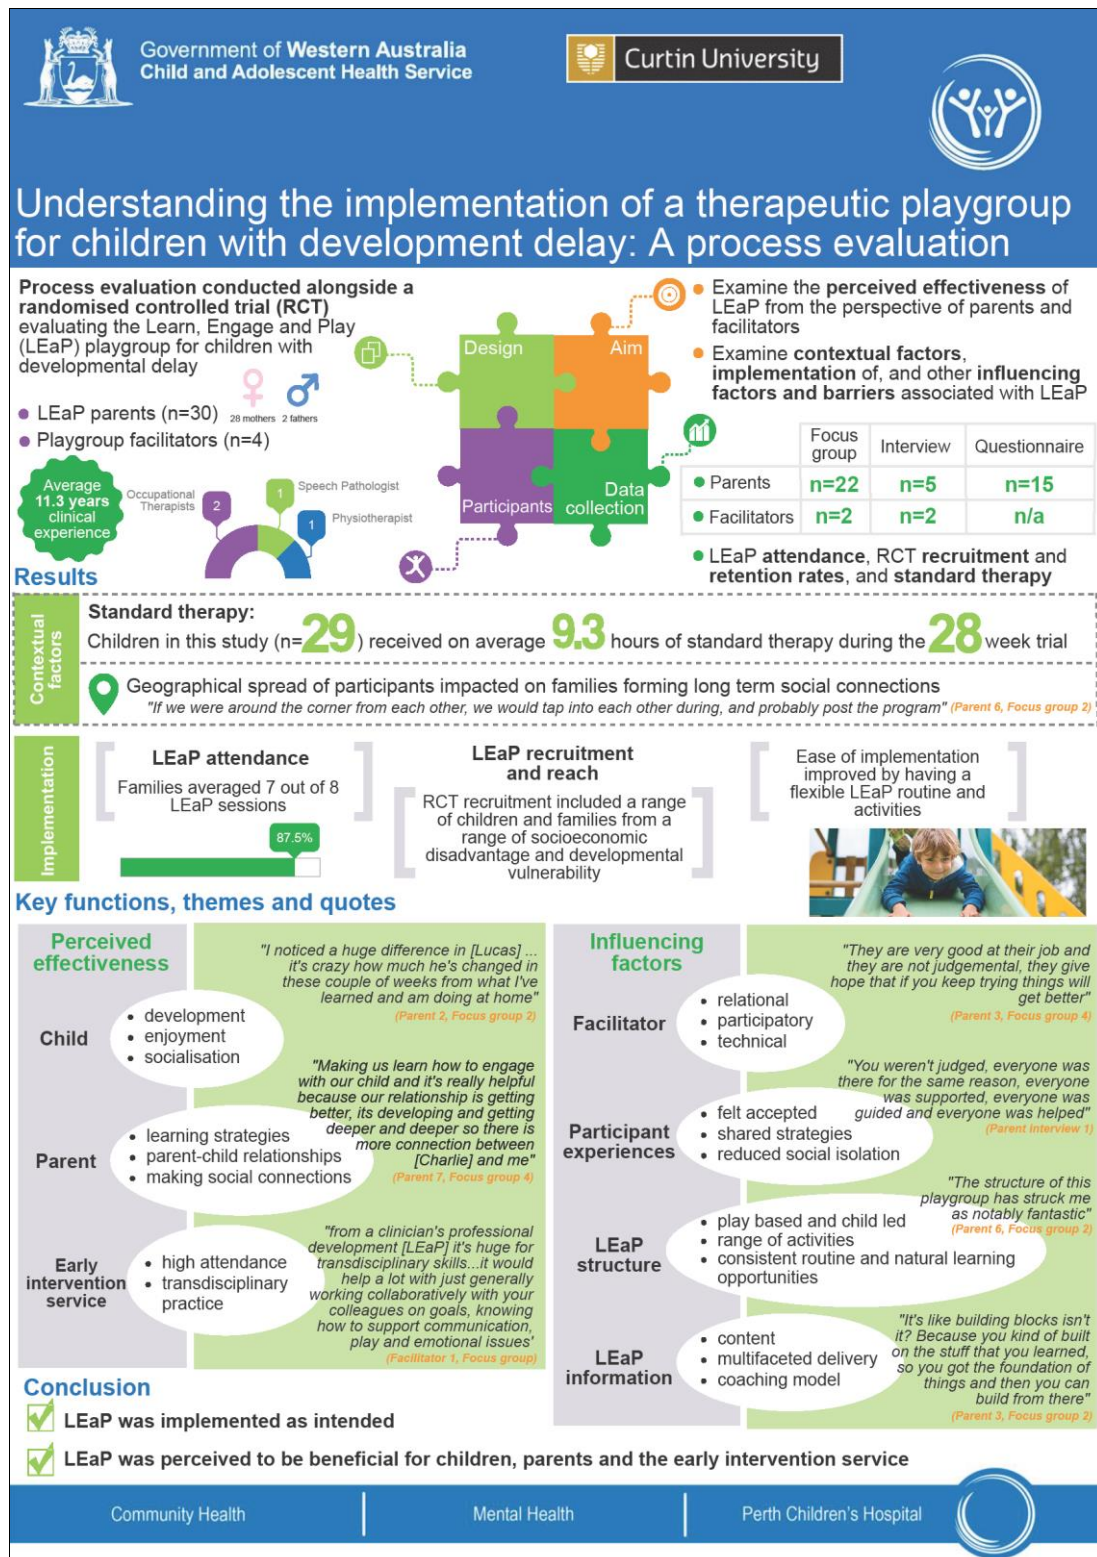 Government of Western Australia
Child and Adolescent Health Service
Curtin University
Understanding the implementation of a therapeutic playgroup
for children with development delay: A process evaluation
Process evaluation conducted alongside a
randomised controlled trial (RCT)
evaluating the Learn, Engage and Play
(LEaP) playgroup for children with
developmental delay
• LEaP parents (n=30)
28 mothers 2 fathers
• Playgroup facilitators (n=4)
Average
11.3 years
clinical
experience
Occupational
Therapists
2
1
Speech Pathologist
1
Physiotherapist
Design
Aim
Participants
Data
collection
• Examine the perceived effectiveness of
LEaP from the perspective of parents and
facilitators
• Examine contextual factors,
implementation of, and other influencing
factors and barriers associated with LEaP
Focus
group
Interview
Questionnaire
• Parents n=22 n=5 n=15
• Facilitators n=2 n=2 n/a
• LEaP attendance, RCT recruitment and
retention rates, and standard therapy
Results
Contextual
factors
Standard therapy:
Children in this study (n=29) received on average 9.3 hours of standard therapy during the 28 week trial
Geographical spread of participants impacted on families forming long term social connections
"If we were around the corner from each other, we would tap into each other during, and probably post the program" (Parent 6, Focus group 2)
Implementation
LEaP attendance
Families averaged 7 out of 8
LEaP sessions
87.5%
LEaP recruitment
and reach
RCT recruitment included a range
of children and families from a
range of socioeconomic
disadvantage and developmental
vulnerability
Ease of implementation
improved by having a
flexible LEaP routine and
activities
Key functions, themes and quotes
Perceived
effectiveness
Child
• development
• enjoyment
• socialisation
"I noticed a huge difference in [Lucas] ...
it's crazy how much he's changed in
these couple of weeks from what I've
learned and am doing at home"
(Parent 2, Focus group 2)
Parent
• learning strategies
• parent-child relationships
• making social connections
"Making us learn how to engage
with our child and it's really helpful
because our relationship is getting
better, its developing and getting
deeper and deeper so there is
more connection between
[Charlie] and me"
(Parent 7, Focus group 4)
Early
intervention
service
• high attendance
• transdisciplinary
practice
"from a clinician's professional
development [LEaP] it's huge for
transdisciplinary skills...it would
help a lot with just generally
working collaboratively with your
colleagues on goals, knowing
how to support communication,
play and emotional issues'
(Facilitator 1, Focus group)
Influencing
factors
Facilitator
• relational
• participatory
• technical
"They are very good at their job and
they are not judgemental, they give
hope that if you keep trying things will
get better"
(Parent 3, Focus group 4)
Participant
experiences
• felt accepted
• shared strategies
• reduced social isolation
"You weren't judged, everyone was
there for the same reason, everyone
was supported, everyone was
guided and everyone was helped"
(Parent Interview 1)
LEaP
structure
• play based and child led
• range of activities
• consistent routine and natural learning
opportunities
"The structure of this
playgroup has struck me
as notably fantastic"
(Parent 6, Focus group 2)
LEaP
information
• content
• multifaceted delivery
• coaching model
"It's like building blocks isn't
it? Because you kind of built
on the stuff that you learned,
so you got the foundation of
things and then you can
build from there"
(Parent 3, Focus group 2)
Conclusion
LEaP was implemented as intended
LEaP was perceived to be beneficial for children, parents and the early intervention service
Community Health
Mental Health
Perth Children's Hospital